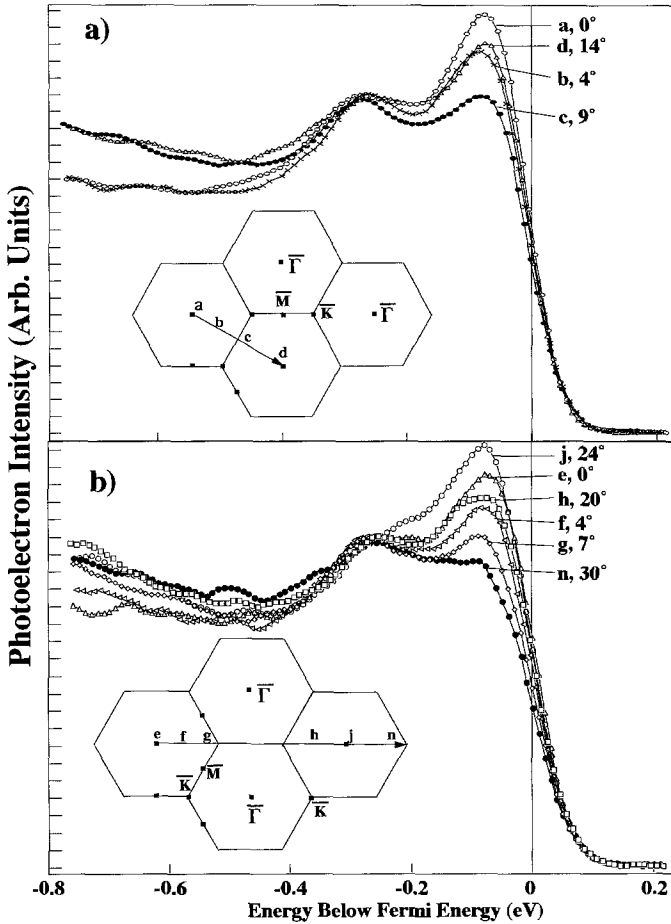 Photoelectron Intensity (Arb. Units)
a)
a, 0°
d, 14°
b, 4°
c, 9°
Γ̅
M̅
K̅
Γ̅
a
b
c
d
b)
j, 24°
e, 0°
h, 20°
f, 4°
g, 7°
n, 30°
Γ̅
e
f
g
h
j
n
M̅
K̅
Γ̅
K̅
-0.8
-0.6
-0.4
-0.2
0
0.2
Energy Below Fermi Energy (eV)